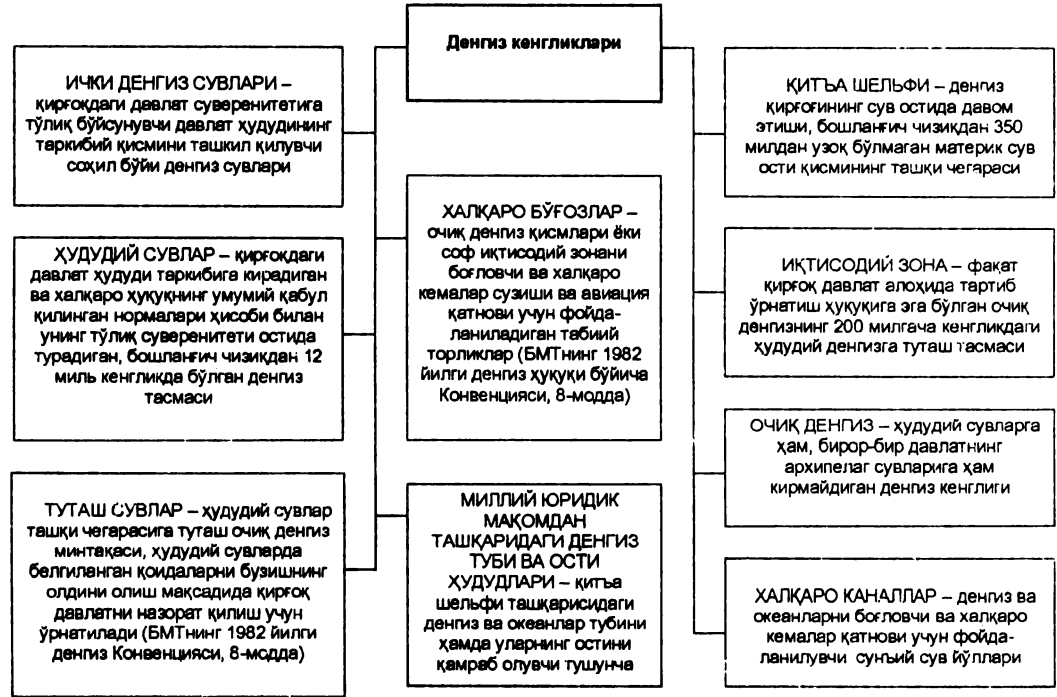 Денгиз кенгликлари
ИЧКИ ДЕНГИЗ СУВЛАРИ –
қирғоқдаги давлат суверенитетига
тўлиқ бўйсунувчи давлат ҳудудининг
таркибий қисмини ташкил қилувчи
соҳил бўйи денгиз сувлари
ҲУДУДИЙ СУВЛАР – қирғоқдаги
давлат ҳудуди таркибига кирадиган
ва халқаро ҳуқуқнинг умумий қабул
қилинган нормалари ҳисоби билан
унинг тўлиқ суверенитети остида
турадиган, бошланғич чизиқдан 12
миль кенгликда бўлган денгиз
тасмаси
ТУТАШ СУВЛАР – ҳудудий сувлар
ташқи чегарасига туташ очиқ денгиз
минтақаси, ҳудудий сувларда
белгиланган қоидаларни бузишнинг
олдини олиш мақсадида қирғоқ
давлатни назорат қилиш учун
ўрнатилади (БМТнинг 1982 йилги
денгиз Конвенцияси, 8-модда)
ХАЛҚАРО БЎҒОЗЛАР –
очиқ денгиз қисмлари ёки
соф иқтисодий зонани
боғловчи ва халқаро
кемалар сузиши ва авиация
қатнови учун фойда-
ланиладиган табиий
торликлар (БМТнинг 1982
йилги денгиз ҳуқуқи бўйича
Конвенцияси, 8-модда)
МИЛЛИЙ ЮРИДИК
МАҚОМДАН
ТАШҚАРИДАГИ ДЕНГИЗ
ТУБИ ВА ОСТИ
ҲУДУДЛАРИ – қитъа
шельфи ташқарисидаги
денгиз ва океанлар тубини
ҳамда уларнинг остини
қамраб олувчи тушунча
ҚИТЪА ШЕЛЬФИ – денгиз
қирғоғининг сув остида давом
этиши, бошланғич чизиқдан 350
милдан узоқ бўлмаган материк сув
ости қисмининг ташқи чегараси
ИҚТИСОДИЙ ЗОНА – фақат
қирғоқ давлат алоҳида тартиб
ўрнатиш ҳуқуқига эга бўлган очиқ
денгизнинг 200 милгача кенгликдаги
ҳудудий денгизга туташ тасмаси
ОЧИҚ ДЕНГИЗ – ҳудудий сувларга
ҳам, бирор-бир давлатнинг
архипелаг сувларига ҳам
кирмайдиган денгиз кенглиги
ХАЛҚАРО КАНАЛЛАР – денгиз ва
океанларни боғловчи ва халқаро
кемалар қатнови учун фойда-
ланилувчи сунъий сув йўллари